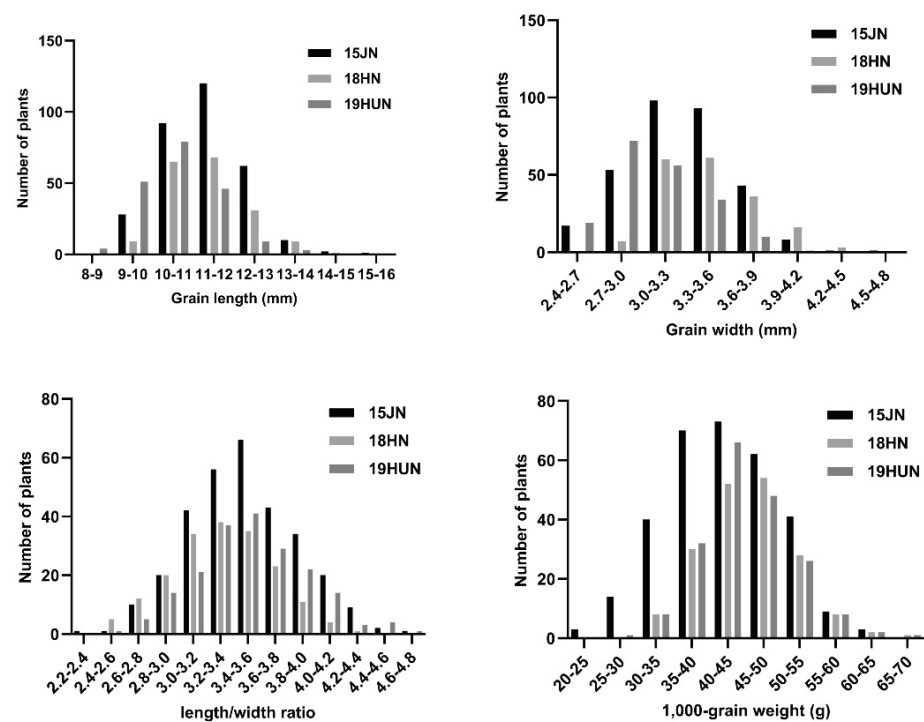 Number of plants
150
100
50
0
15JN
18HN
19HUN
8-9 9-10 10-11 11-12 12-13 13-14 14-15 15-16
Grain length (mm)
Number of plants
150
100
50
0
15JN
18HN
19HUN
2.4-2.7 2.7-3.0 3.0-3.3 3.3-3.6 3.6-3.9 3.9-4.2 4.2-4.5 4.5-4.8
Grain width (mm)
Number of plants
80
60
40
20
0
15JN
18HN
19HUN
2.2-2.4 2.4-2.6 2.6-2.8 2.8-3.0 3.0-3.2 3.2-3.4 3.4-3.6 3.6-3.8 3.8-4.0 4.0-4.2 4.2-4.4 4.4-4.6 4.6-4.8
length/width ratio
Number of plants
80
60
40
20
0
15JN
18HN
19HUN
20-25 25-30 30-35 35-40 40-45 45-50 50-55 55-60 60-65 65-70
1,000-grain weight (g)